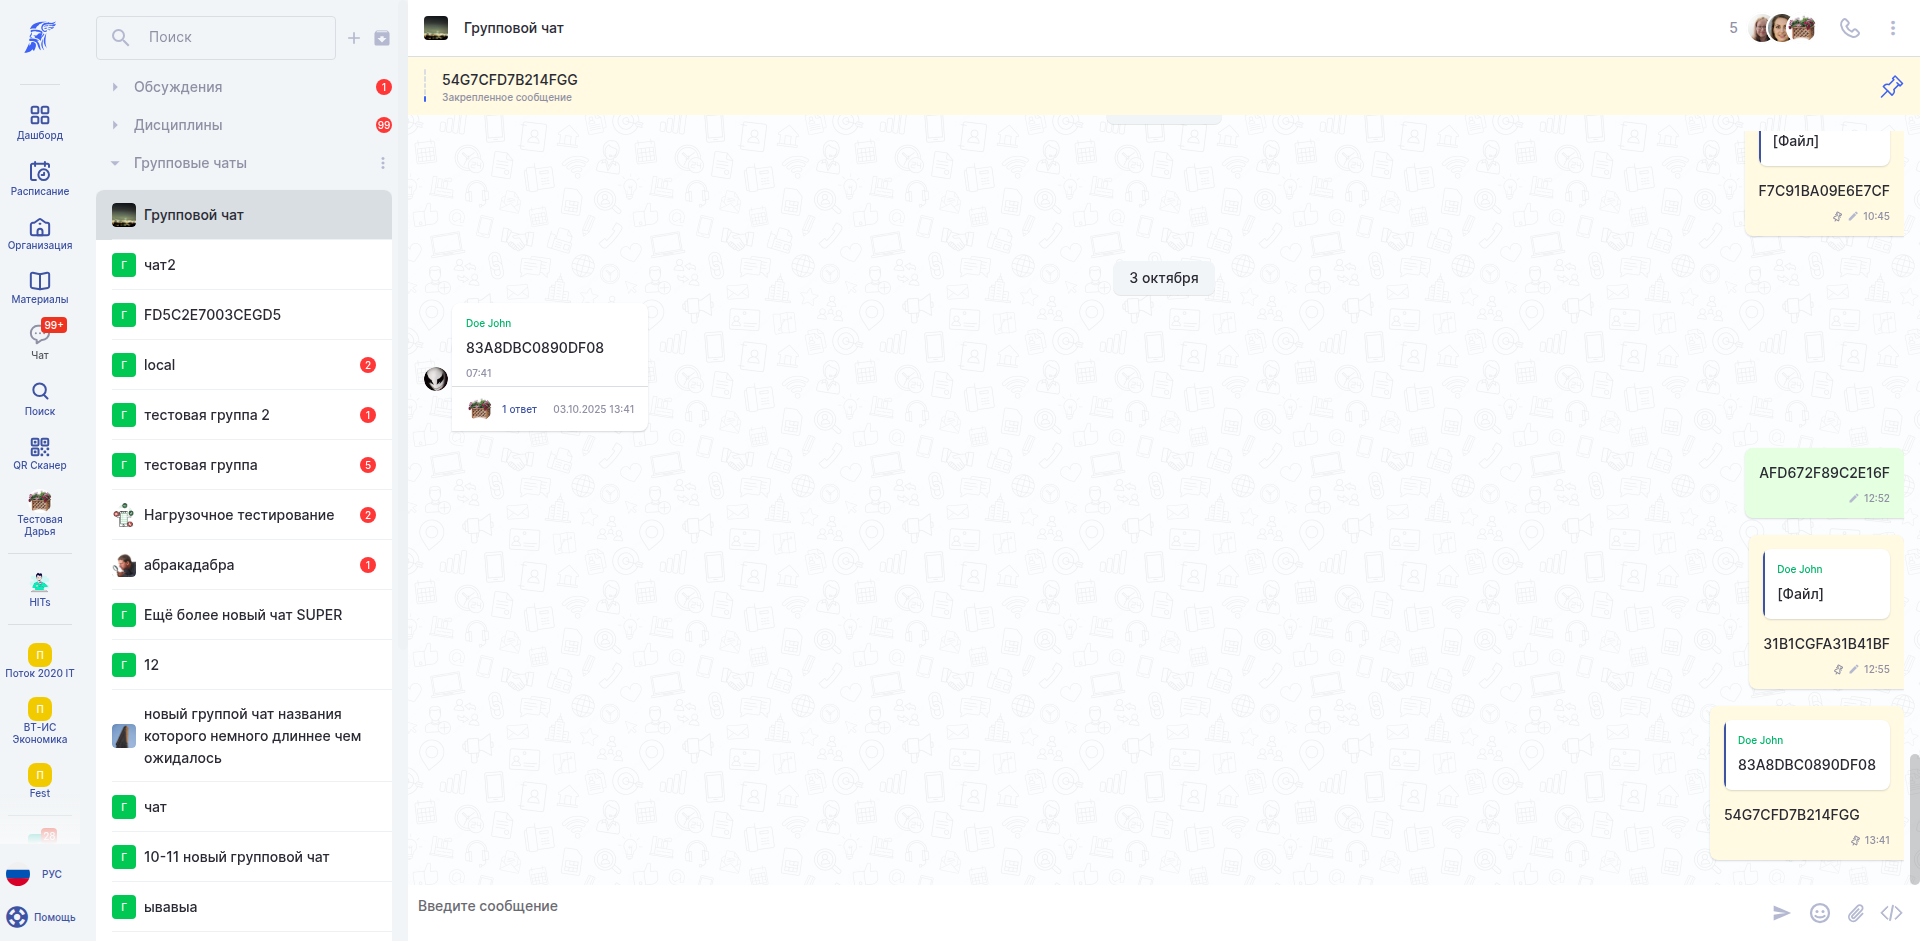 Дашборд
Расписание
Организация
Материалы
99+
Чат
Поиск
QR Сканер
Тестовая
Дарья
HITs
П
Поток 2020 IT
П
ВТ-ИС
Экономика
П
Fest
28
РУС
Помощь
Поиск
Обсуждения
1
Дисциплины
99
Групповые чаты
Групповой чат
Г
чат2
Г
FD5C2E7003CEGD5
Г
local
2
Г
тестовая группа 2
1
Г
тестовая группа
5
Нагрузочное тестирование
2
абракадабра
1
Г
Ещё более новый чат SUPER
Г
12
новый группой чат названия
которого немного длиннее чем
ожидалось
Г
чат
Г
10-11 новый групповой чат
Г
ывавыа
Групповой чат
5
54G7CFD7B214FGG
Закрепленное сообщение
[Файл]
F7C91BA09E6E7CF
10:45
3 октября
Doe John
83A8DBC0890DF08
07:41
1 ответ 03.10.2025 13:41
AFD672F89C2E16F
12:52
Doe John
[Файл]
31B1CGFA31B41BF
12:55
Doe John
83A8DBC0890DF08
54G7CFD7B214FGG
13:41
Введите сообщение